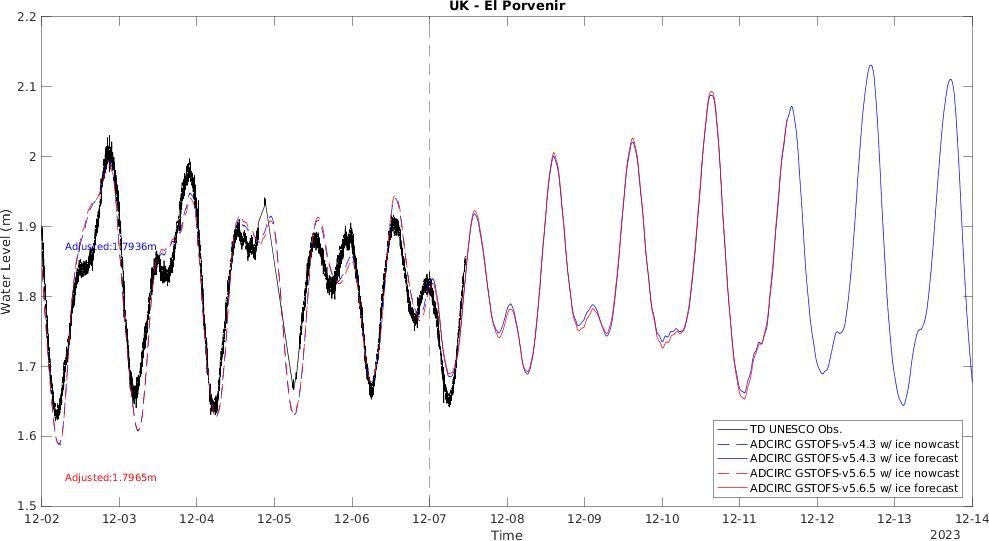 UK - El Porvenir
2.2
2.1
2
1.9
1.8
1.7
1.6
1.5
Water Level (m)
Adjusted:1.7936m
Adjusted:1.7965m
TD UNESCO Obs.
ADCIRC GSTOFS-v5.4.3 w/ ice nowcast
ADCIRC GSTOFS-v5.4.3 w/ ice forecast
ADCIRC GSTOFS-v5.6.5 w/ ice nowcast
ADCIRC GSTOFS-v5.6.5 w/ ice forecast
12-02 12-03 12-04 12-05 12-06 12-07 12-08 12-09 12-10 12-11 12-12 12-13 12-14
Time
2023